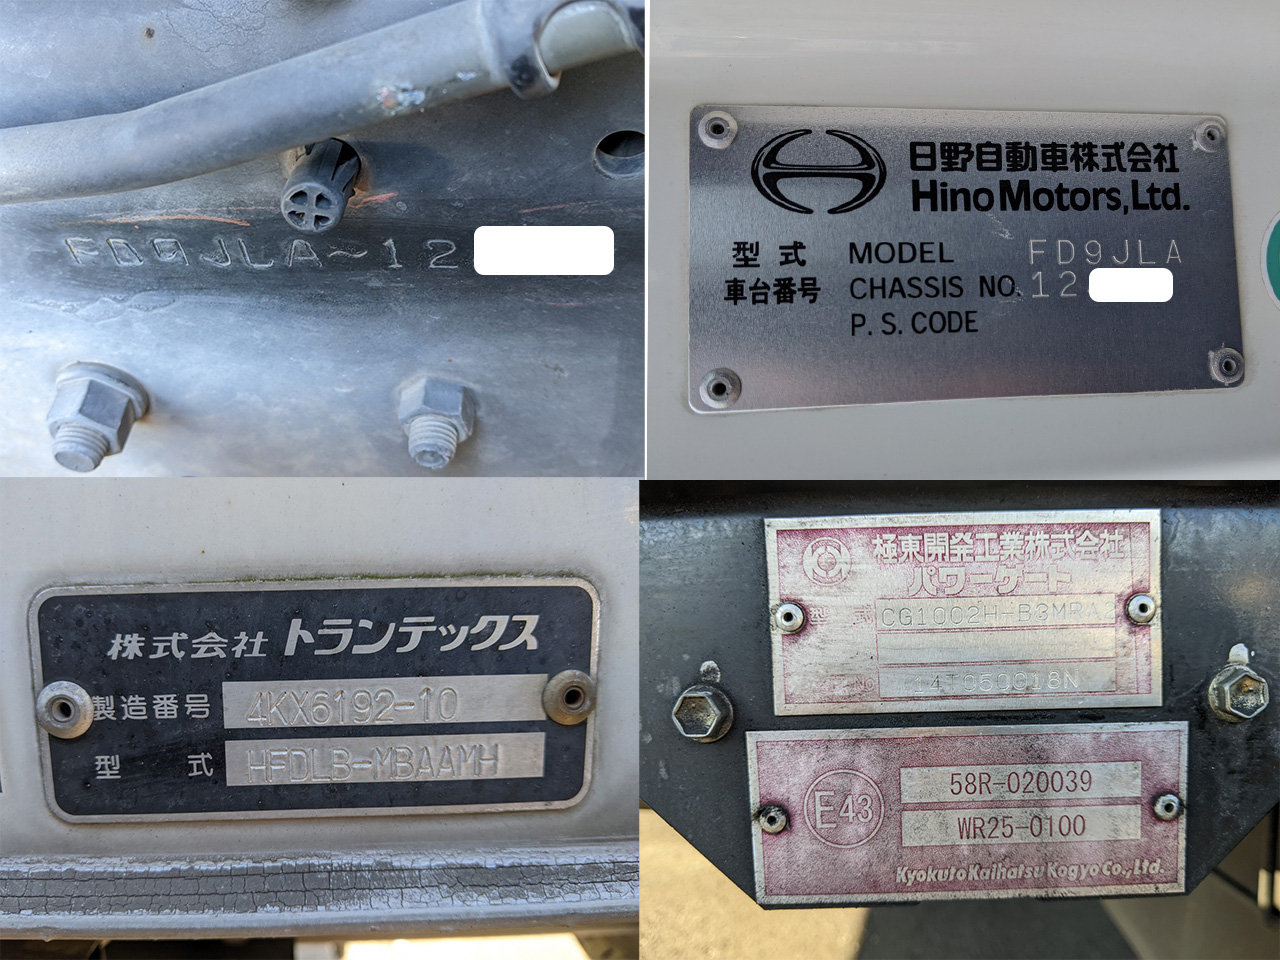 FD9JLA~12
日野自動車株式会社
Hino Motors,Ltd.
型式 MODEL FD9JLA
車台番号 CHASSIS NO. 12
P. S. CODE
株式会社 トランテックス
製造番号 4KX6192-10
型 式 HFDLB-MBAAMH
極東開発工業株式会社
パワーゲート
型 式 CG1002H-B3MBA
No 14T050018N
E43
58R-020039
WR25-0100
Kyokuto Kaihatsu Kogyo Co.,Ltd.